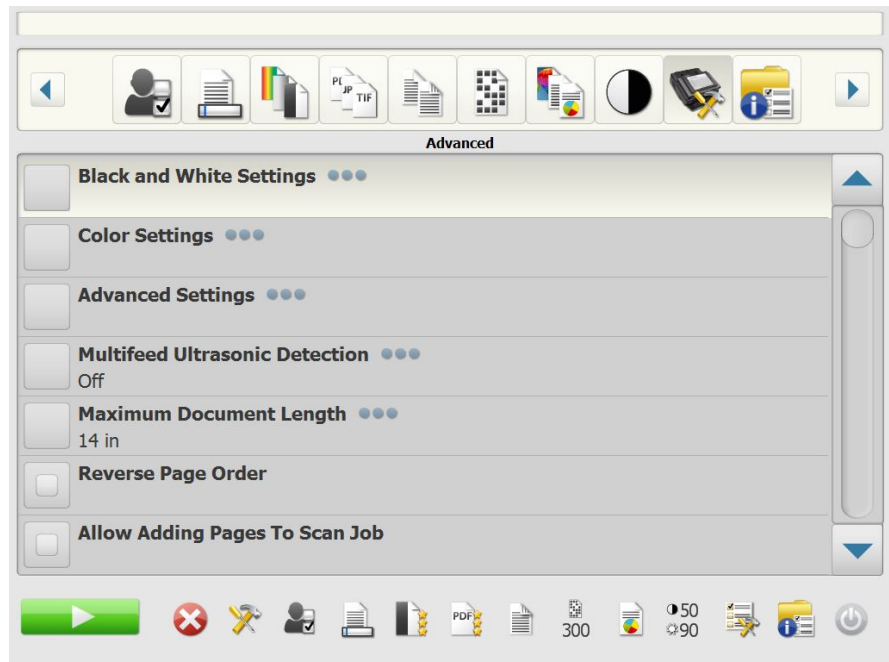 PD
JP
TIF
Advanced
Black and White Settings
Color Settings
Advanced Settings
Multifeed Ultrasonic Detection
Off
Maximum Document Length
14 in
Reverse Page Order
Allow Adding Pages To Scan Job
PDF
300
50
90